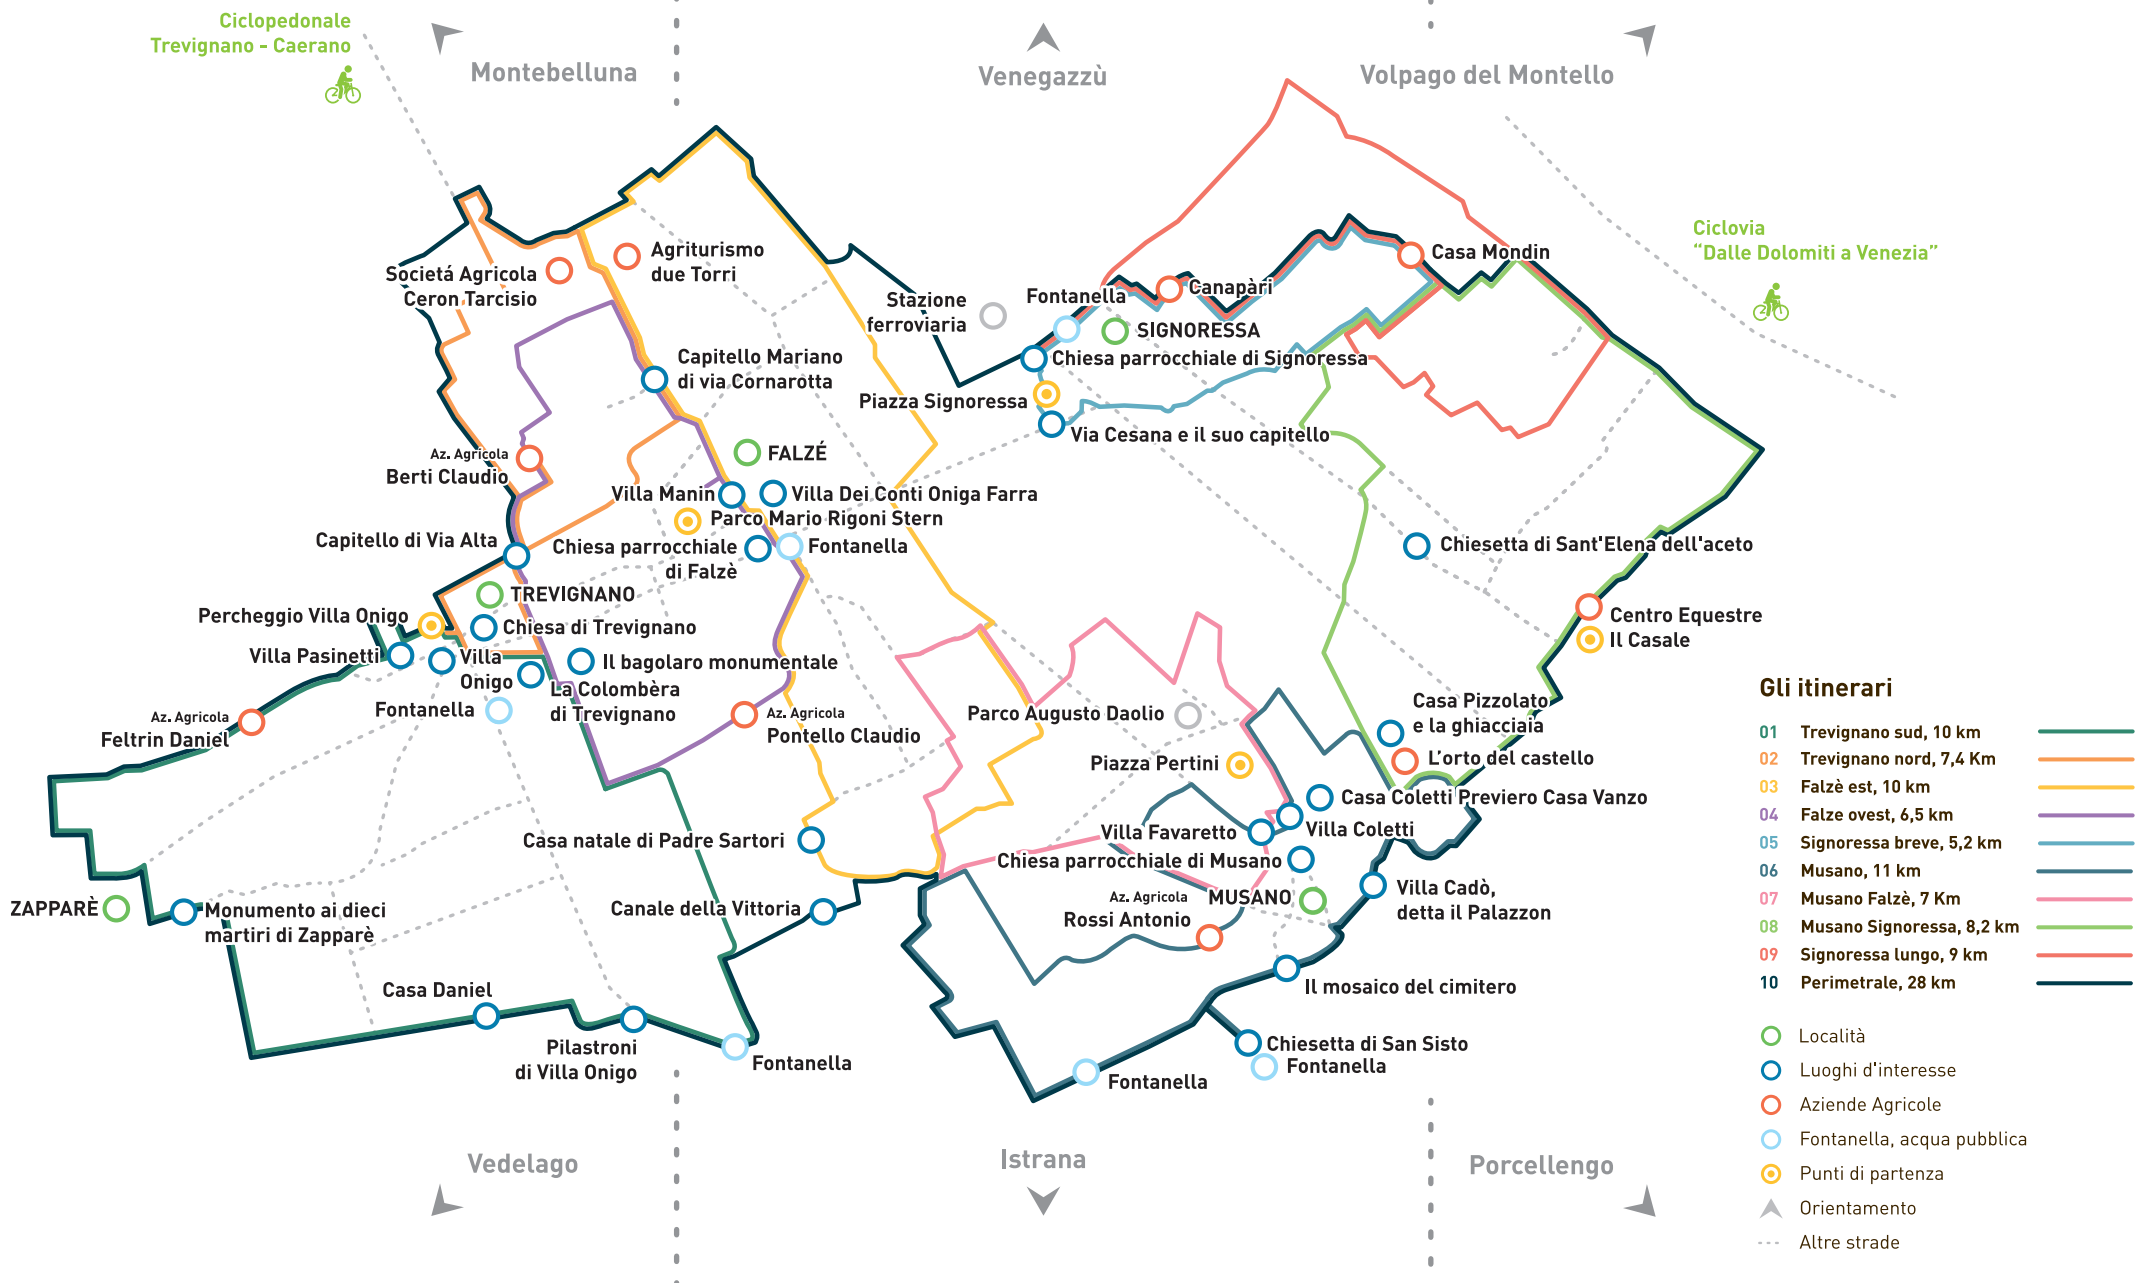 Ciclopedonale
Trevignano - Caerano
Montebelluna
Venegazzù
Volpago del Montello
Ciclovia
“Dalle Dolomiti a Venezia”
Agriturismo
due Torri
Societá Agricola
Ceron Tarcisio
Casa Mondin
Canapàri
Fontanella
Stazione
ferroviaria
SIGNORESSA
Chiesa parrocchiale di Signoressa
Capitello Mariano
di via Cornarotta
Piazza Signoressa
Via Cesana e il suo capitello
Az. Agricola
Berti Claudio
FALZÉ
Villa Manin
Villa Dei Conti Oniga Farra
Parco Mario Rigoni Stern
Capitello di Via Alta
Chiesa parrocchiale
di Falzè
Fontanella
Chiesetta di Sant'Elena dell'aceto
TREVIGNANO
Percheggio Villa Onigo
Chiesa di Trevignano
Centro Equestre
Il Casale
Villa Pasinetti
Villa
Onigo
Il bagolaro monumentale
La Colombèra
di Trevignano
Fontanella
Az. Agricola
Feltrin Daniel
Az. Agricola
Pontello Claudio
Parco Augusto Daolio
Casa Pizzolato
e la ghiacciaia
Piazza Pertini
L'orto del castello
Casa Coletti Previero Casa Vanzo
Villa Favaretto
Villa Coletti
Casa natale di Padre Sartori
Chiesa parrocchiale di Musano
MUSANO
Villa Cadò,
detta il Palazzon
Az. Agricola
Rossi Antonio
ZAPPARÈ
Monumento ai dieci
martiri di Zapparè
Canale della Vittoria
Casa Daniel
Il mosaico del cimitero
Pilastroni
di Villa Onigo
Fontanella
Chiesetta di San Sisto
Fontanella
Fontanella
Vedelago
Istrana
Porcellengo
Gli itinerari
01 Trevignano sud, 10 km
02 Trevignano nord, 7,4 Km
03 Falzè est, 10 km
04 Falze ovest, 6,5 km
05 Signoressa breve, 5,2 km
06 Musano, 11 km
07 Musano Falzè, 7 Km
08 Musano Signoressa, 8,2 km
09 Signoressa lungo, 9 km
10 Perimetrale, 28 km
Località
Luoghi d'interesse
Aziende Agricole
Fontanella, acqua pubblica
Punti di partenza
Orientamento
Altre strade